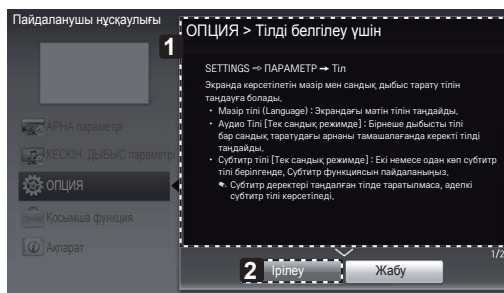 Пайдаланушы нұсқаулығы
АРНА параметрі
КЕСКІН, ДЫБЫС параметрі
ОПЦИЯ
Қосымша функция
Ақпарат
1
ОПЦИЯ > Тілді белгілеу үшін
SETTINGS ⇨ ПАРАМЕТР ➙ Тіл
Экранда көрсетілетін мәзір мен сандық дыбыс тарату тілін
таңдауға болады,
• Мәзір тілі (Language) : Экрандағы мәтін тілін таңдайды,
• Аудио Тілі [Тек сандық режимде] : Бірнеше дыбысты тілі
бар сандық таратудағы арнаны тамашалағанда керекті тілді
таңдайды,
• Субтитр тілі [Тек сандық режимде] : Екі немесе одан көп субтитр
тілі берілгенде, Субтитр функциясын пайдаланыңыз,
Субтитр деректері таңдалған тілде таратылмаса, әдепкі
субтитр тілі көрсетіледі,
1/2
2
Ірілеу
Жабу